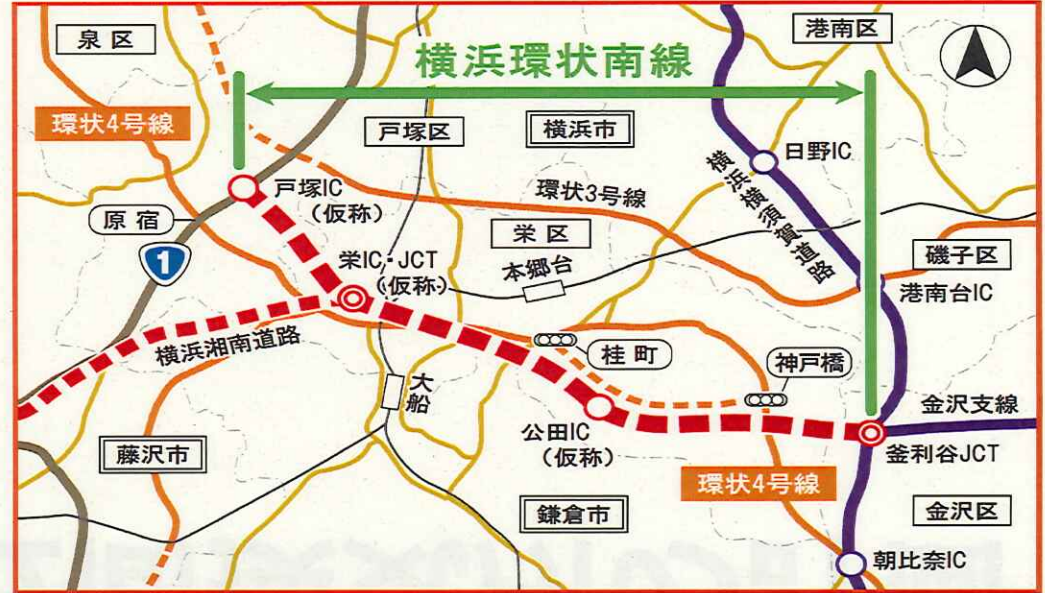 泉区
港南区
横浜環状南線
環状4号線
戸塚区
横浜市
日野IC
横浜横須賀道路
戸塚IC
（仮称）
環状3号線
原宿
栄区
磯子区
1
栄IC・JCT
（仮称）
本郷台
港南台IC
横浜湘南道路
桂町
神戸橋
大船
金沢支線
公田IC
（仮称）
釜利谷JCT
藤沢市
環状4号線
鎌倉市
金沢区
朝比奈IC